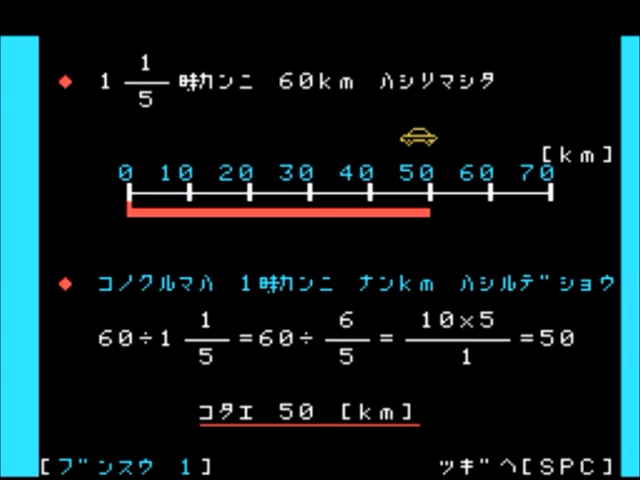 ◆ 1 1/5 時カンニ 60km ハシリマシタ
[km]
0 10 20 30 40 50 60 70
◆ コノクルマハ 1時カンニ ナンkm ハシルデショウ
60÷1 1/5 =60÷ 6/5 = 10×5/1 =50
コタエ 50 [km]
[ブンスウ 1] ツギヘ[SPC]